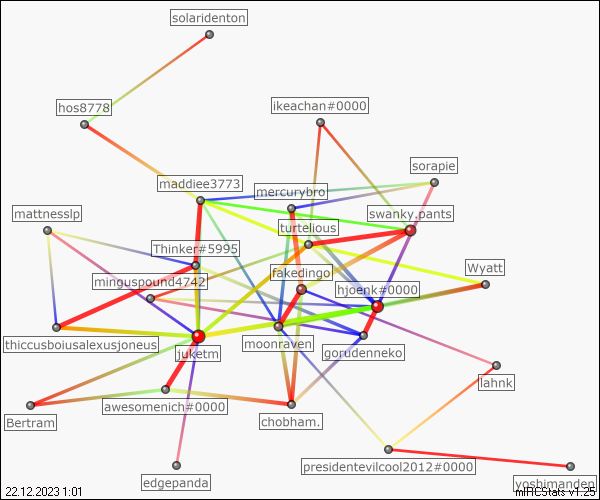 solaridenton
hos8778
ikeachan#0000
sorapie
maddiee3773
mercurybro
mattnesslp
swanky.pants
turtelious
Thinker#5995
Wyatt
fakedingo
minguspound4742
hjoenk#0000
thiccusboiusalexusjoneus
moonraven
juketm
gorudenneko
lahnk
awesomenich#0000
Bertram
chobham.
presidentevilcool2012#0000
edgepanda
yoshimanden
22.12.2023 1:01
mIRCStats v1.25